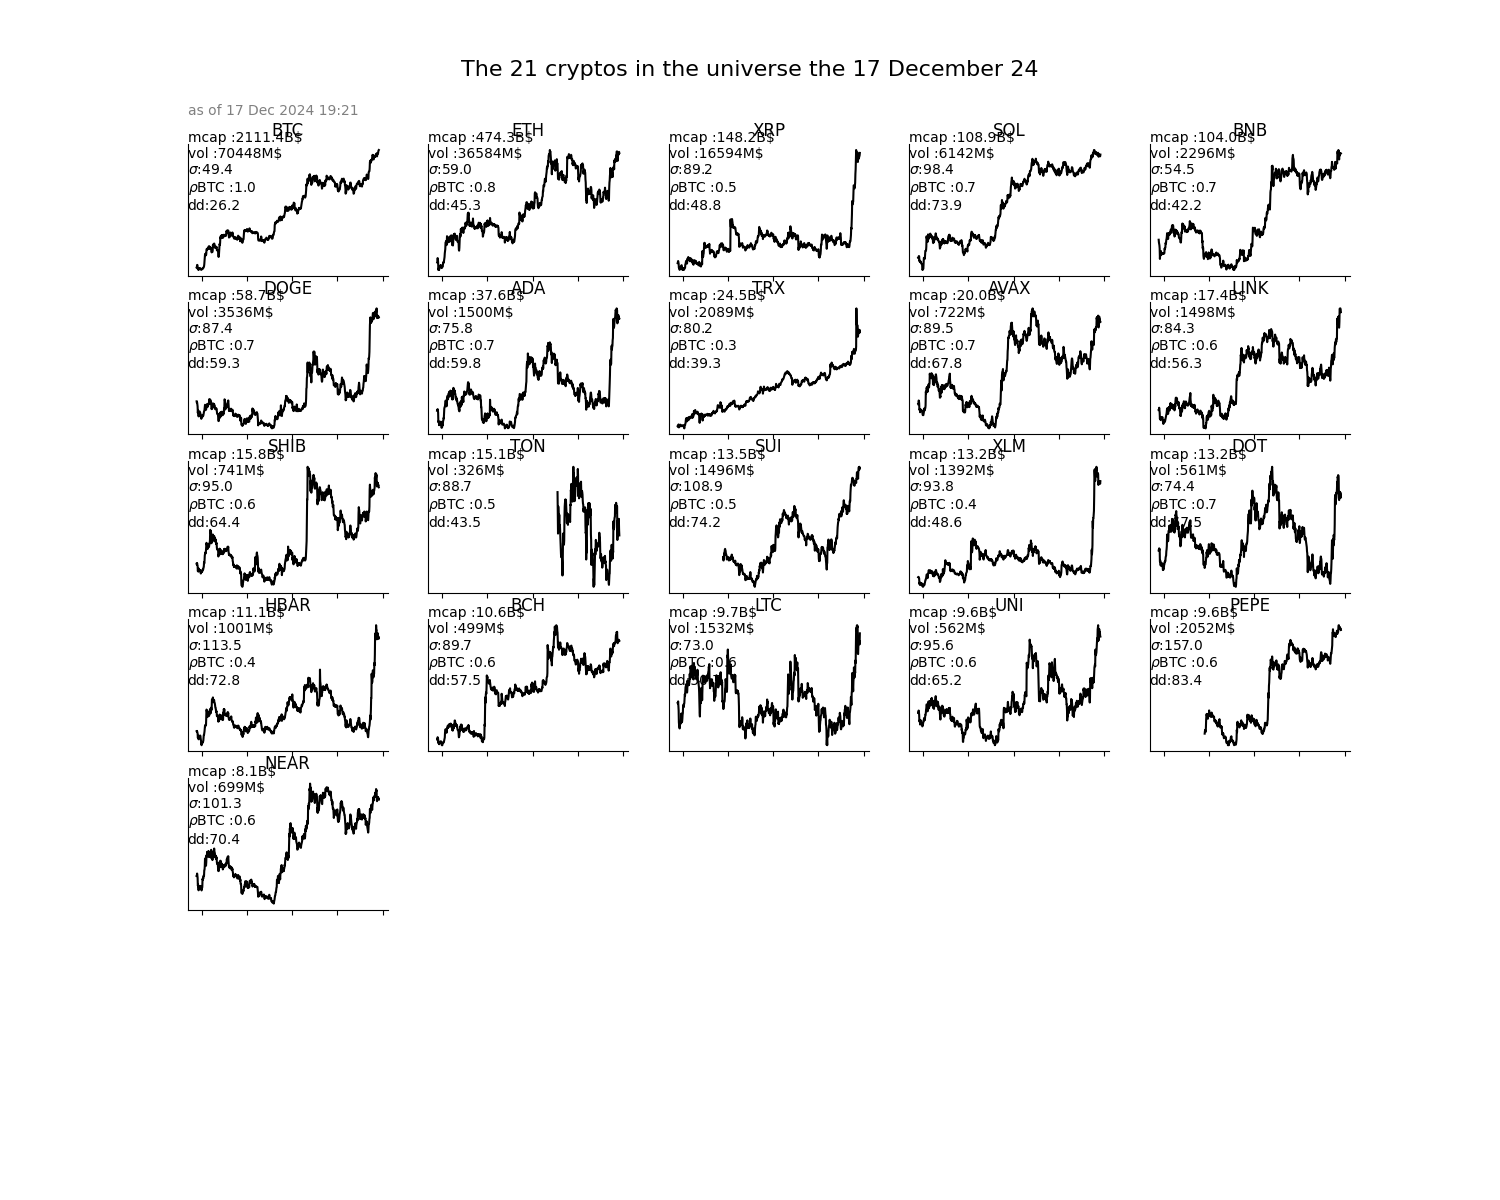 The 21 cryptos in the universe the 17 December 24
as of 17 Dec 2024 19:21
BTC
mcap :2111.4B$
vol :70448M$
σ:49.4
ρBTC :1.0
dd:26.2
ETH
mcap :474.3B$
vol :36584M$
σ:59.0
ρBTC :0.8
dd:45.3
XRP
mcap :148.2B$
vol :16594M$
σ:89.2
ρBTC :0.5
dd:48.8
SOL
mcap :108.9B$
vol :6142M$
σ:98.4
ρBTC :0.7
dd:73.9
BNB
mcap :104.0B$
vol :2296M$
σ:54.5
ρBTC :0.7
dd:42.2
DOGE
mcap :58.7B$
vol :3536M$
σ:87.4
ρBTC :0.7
dd:59.3
ADA
mcap :37.6B$
vol :1500M$
σ:75.8
ρBTC :0.7
dd:59.8
TRX
mcap :24.5B$
vol :2089M$
σ:80.2
ρBTC :0.3
dd:39.3
AVAX
mcap :20.0B$
vol :722M$
σ:89.5
ρBTC :0.7
dd:67.8
LINK
mcap :17.4B$
vol :1498M$
σ:84.3
ρBTC :0.6
dd:56.3
SHIB
mcap :15.8B$
vol :741M$
σ:95.0
ρBTC :0.6
dd:64.4
TON
mcap :15.1B$
vol :326M$
σ:88.7
ρBTC :0.5
dd:43.5
SUI
mcap :13.5B$
vol :1496M$
σ:108.9
ρBTC :0.5
dd:74.2
XLM
mcap :13.2B$
vol :1392M$
σ:93.8
ρBTC :0.4
dd:48.6
DOT
mcap :13.2B$
vol :561M$
σ:74.4
ρBTC :0.7
HBAR
mcap :11.1B$
vol :1001M$
σ:113.5
ρBTC :0.4
dd:72.8
BCH
mcap :10.6B$
vol :499M$
σ:89.7
ρBTC :0.6
dd:57.5
LTC
mcap :9.7B$
vol :1532M$
σ:73.0
ρBTC :0.6
UNI
mcap :9.6B$
vol :562M$
σ:95.6
ρBTC :0.6
dd:65.2
PEPE
mcap :9.6B$
vol :2052M$
σ:157.0
ρBTC :0.6
dd:83.4
NEAR
mcap :8.1B$
vol :699M$
σ:101.3
ρBTC :0.6
dd:70.4